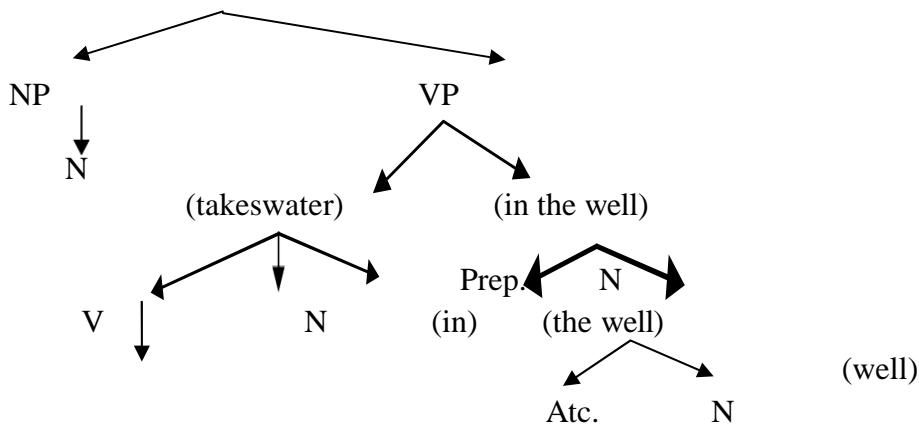 NP VP
N
(takeswater) (in the well)
Prep. N
V N (in) (the well)
(well)
Atc. N